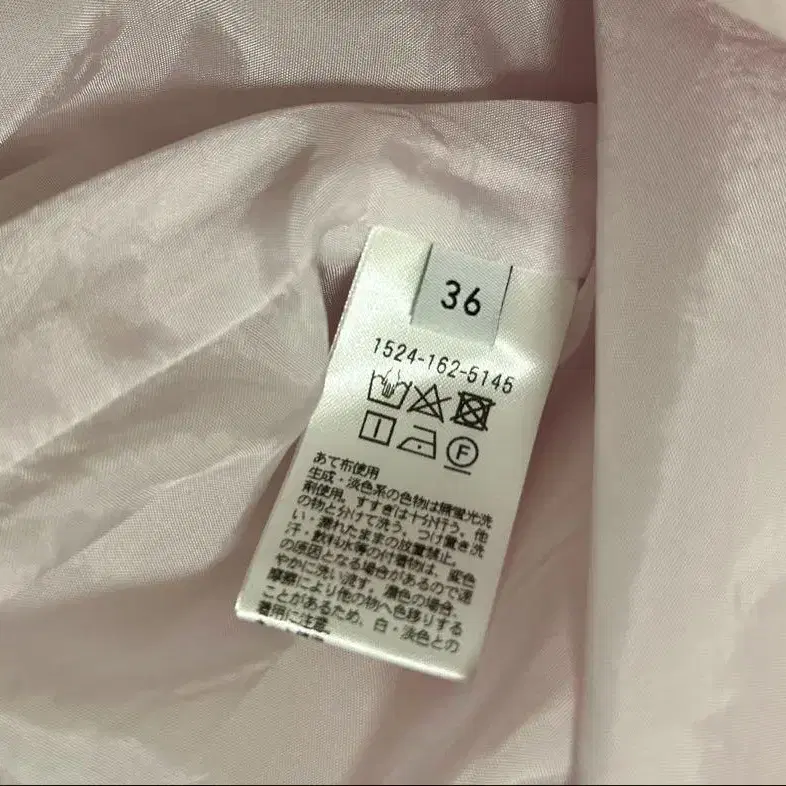 36
1524-162-5145
F
あて布使用
生成・淡色系の色物は無蛍光洗
剤使用。すすぎは十分行う。他
の物と分けて洗う。つけ置き洗
い・濡れたままの放置禁止。
汗・飲料水等の付着物は、変色
の原因となる場合があるので速
やかに洗い流す。濃色の場合、
摩擦により他の物へ色移りする
ことがあるため、白・淡色との
着用に注意。